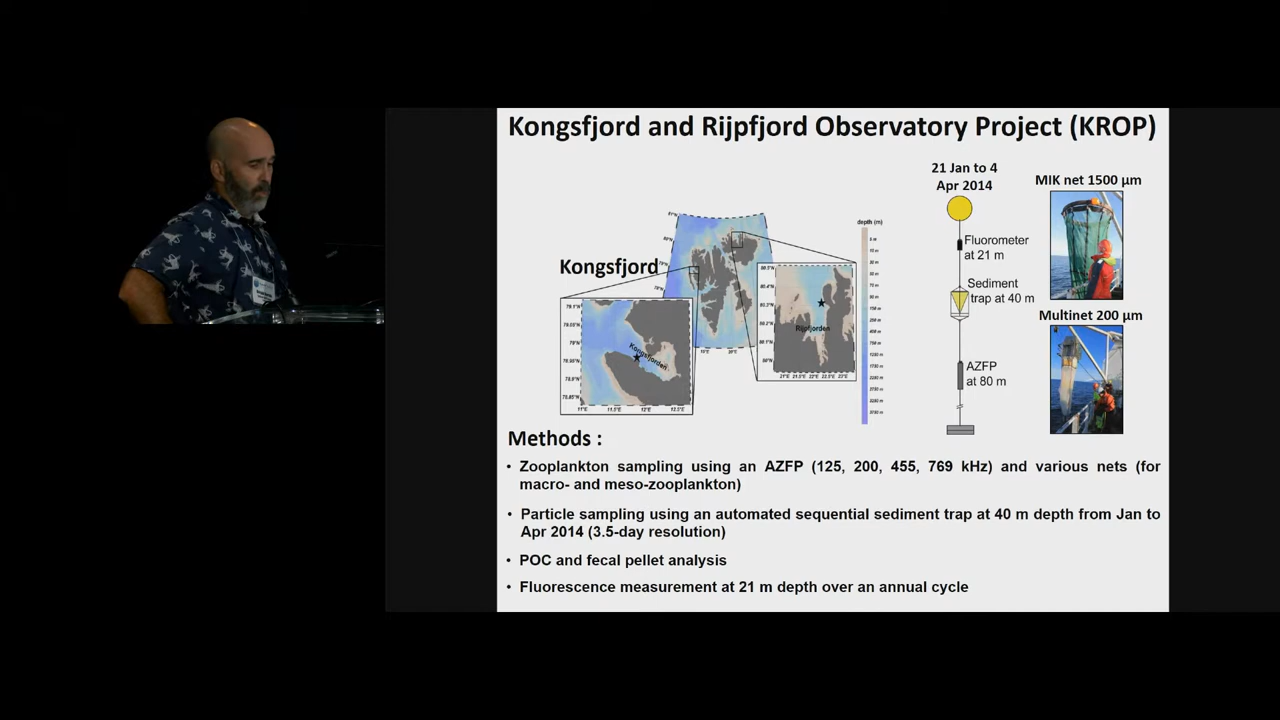 Kongsfjord and Rijpfjord Observatory Project (KROP)
21 Jan to 4
Apr 2014
MIK net 1500 µm
depth (m)
Fluorometer
at 21 m
Kongsfjord
Sediment
trap at 40 m
Multinet 200 µm
Rijpfjorden
Kongsfjorden
AZFP
at 80 m
Methods :
• Zooplankton sampling using an AZFP (125, 200, 455, 769 kHz) and various nets (for
macro- and meso-zooplankton)
• Particle sampling using an automated sequential sediment trap at 40 m depth from Jan to
Apr 2014 (3.5-day resolution)
• POC and fecal pellet analysis
• Fluorescence measurement at 21 m depth over an annual cycle